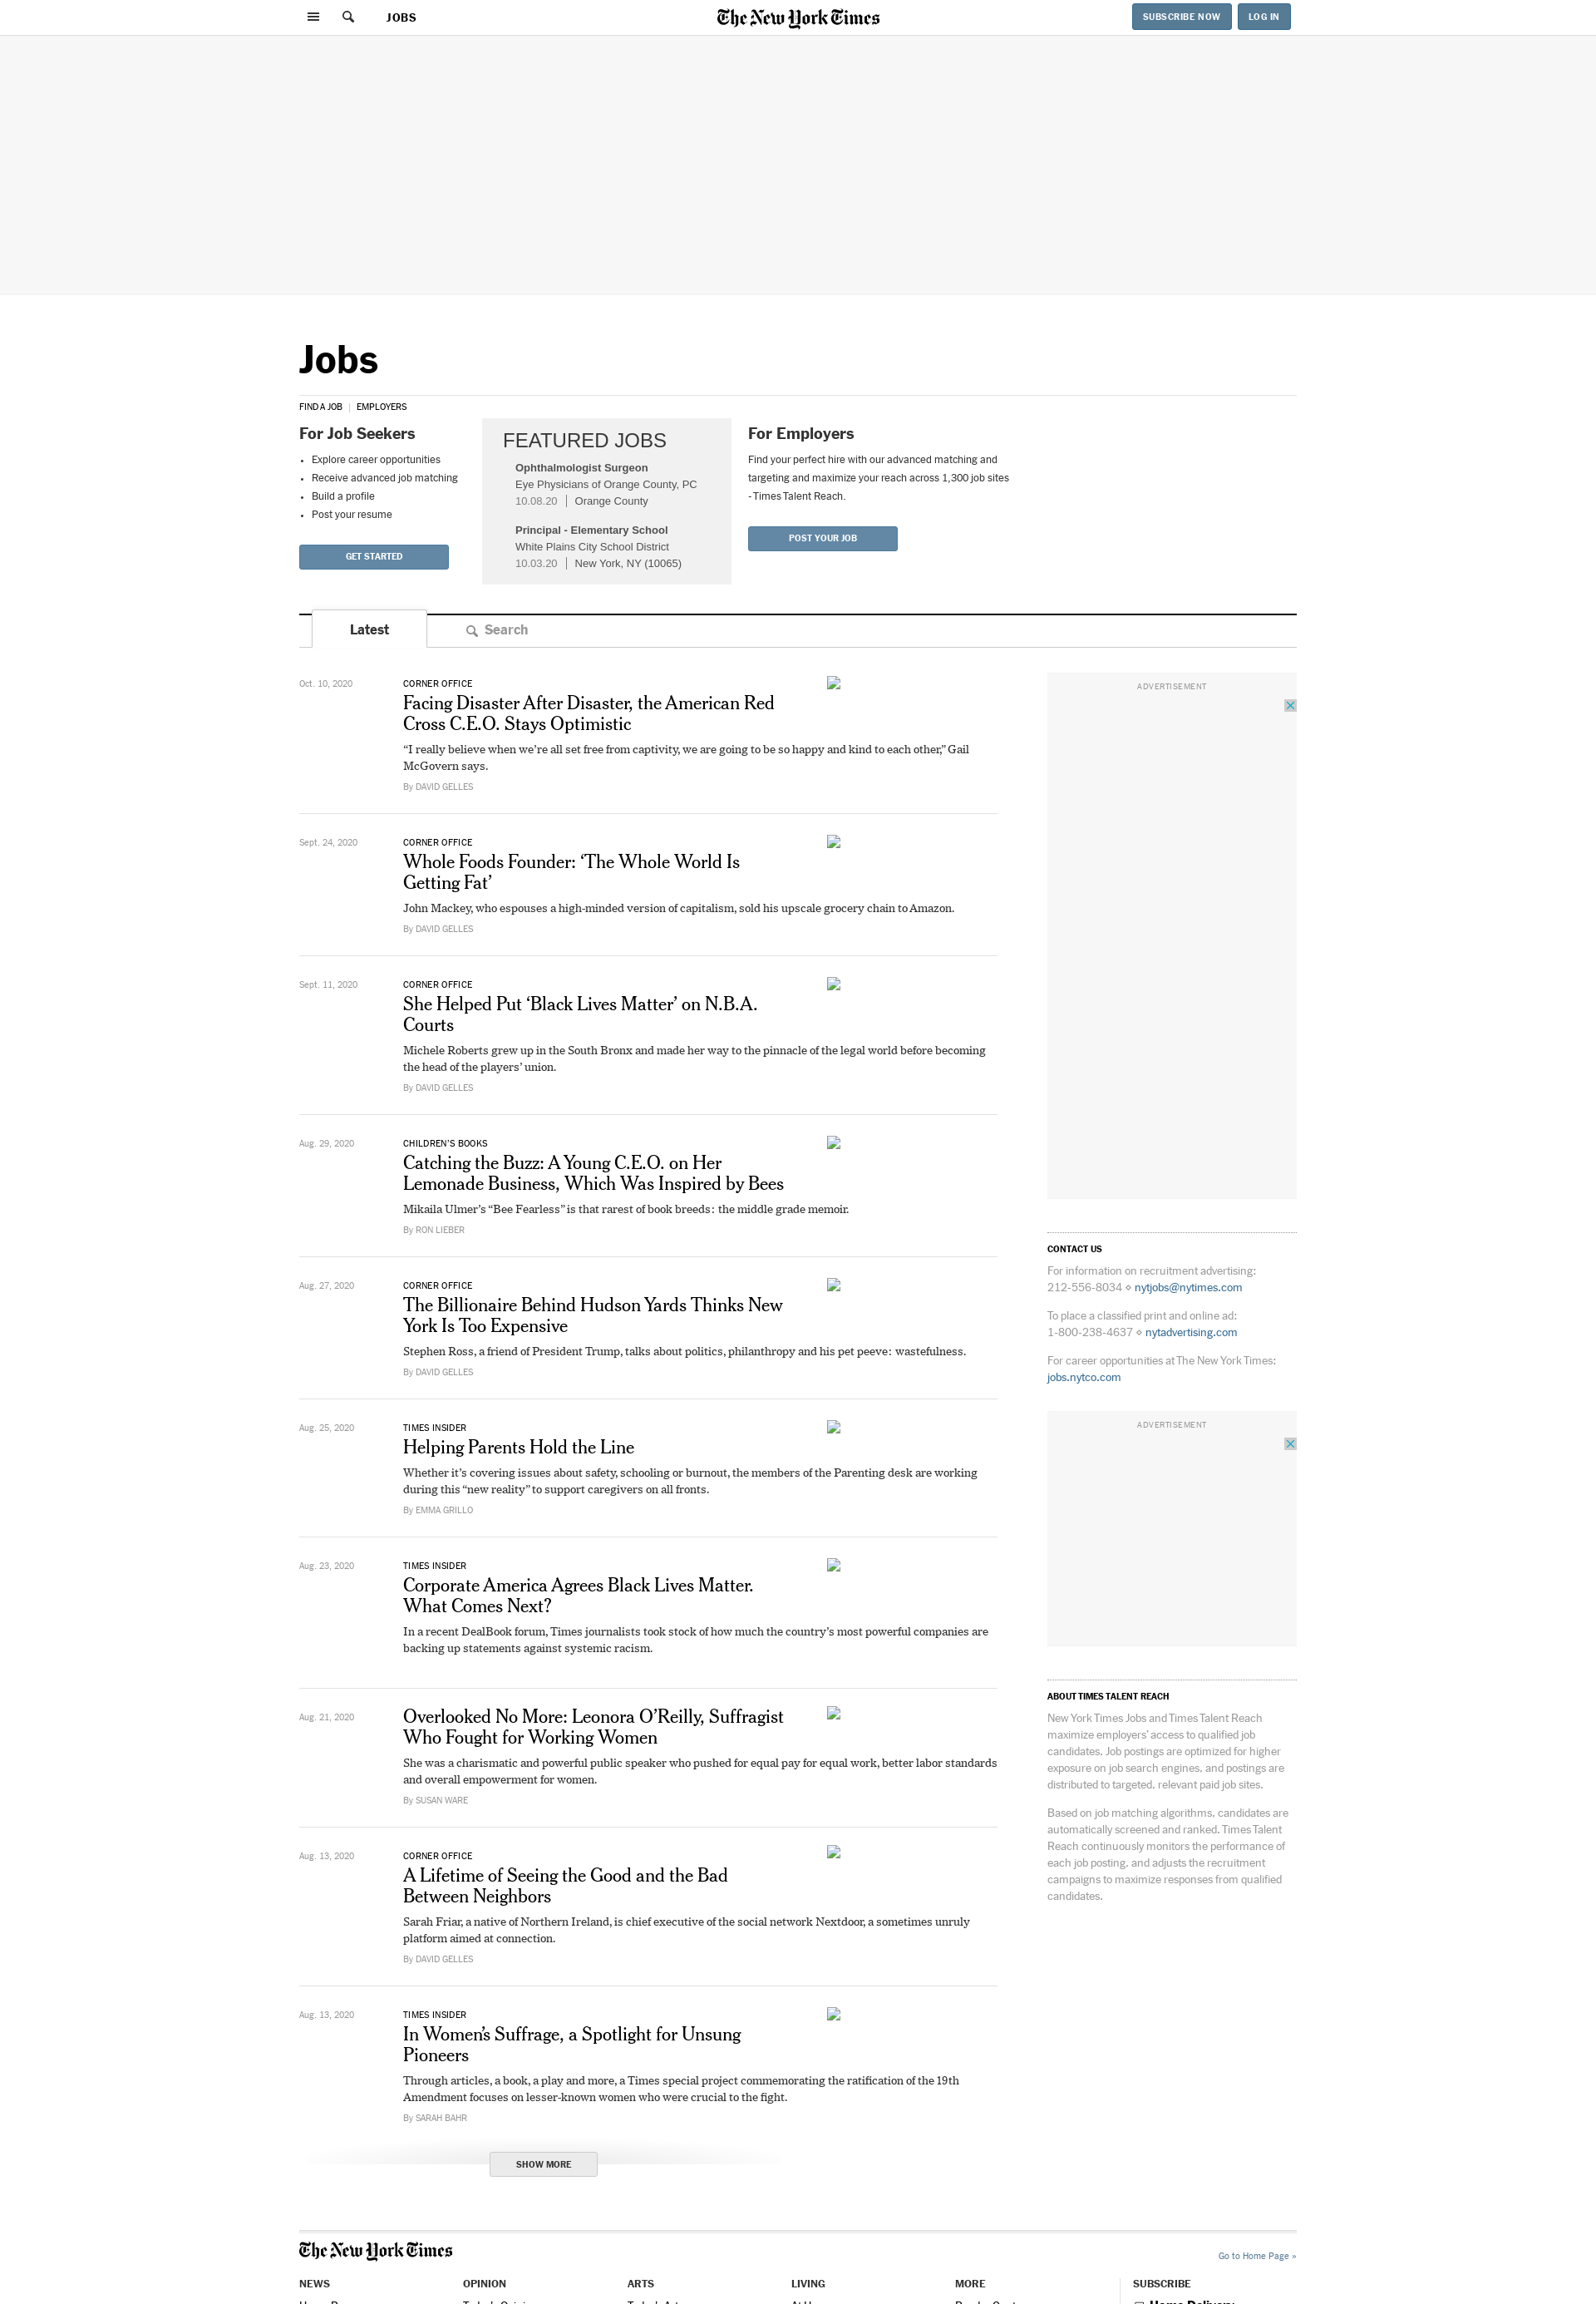 JOBS
The New York Times
SUBSCRIBE NOW
LOG IN
Jobs
FIND A JOB | EMPLOYERS
For Job Seekers
• Explore career opportunities
• Receive advanced job matching
• Build a profile
• Post your resume
GET STARTED
FEATURED JOBS
Ophthalmologist Surgeon
Eye Physicians of Orange County, PC
10.08.20 | Orange County
Principal - Elementary School
White Plains City School District
10.03.20 | New York, NY (10065)
For Employers
Find your perfect hire with our advanced matching and
targeting and maximize your reach across 1,300 job sites
- Times Talent Reach.
POST YOUR JOB
Latest
Search
Oct. 10, 2020
CORNER OFFICE
Facing Disaster After Disaster, the American Red
Cross C.E.O. Stays Optimistic
“I really believe when we’re all set free from captivity, we are going to be so happy and kind to each other,” Gail
McGovern says.
By DAVID GELLES
Sept. 24, 2020
CORNER OFFICE
Whole Foods Founder: ‘The Whole World Is
Getting Fat’
John Mackey, who espouses a high-minded version of capitalism, sold his upscale grocery chain to Amazon.
By DAVID GELLES
Sept. 11, 2020
CORNER OFFICE
She Helped Put ‘Black Lives Matter’ on N.B.A.
Courts
Michele Roberts grew up in the South Bronx and made her way to the pinnacle of the legal world before becoming
the head of the players’ union.
By DAVID GELLES
Aug. 29, 2020
CHILDREN’S BOOKS
Catching the Buzz: A Young C.E.O. on Her
Lemonade Business, Which Was Inspired by Bees
Mikaila Ulmer’s “Bee Fearless” is that rarest of book breeds: the middle grade memoir.
By RON LIEBER
Aug. 27, 2020
CORNER OFFICE
The Billionaire Behind Hudson Yards Thinks New
York Is Too Expensive
Stephen Ross, a friend of President Trump, talks about politics, philanthropy and his pet peeve: wastefulness.
By DAVID GELLES
Aug. 25, 2020
TIMES INSIDER
Helping Parents Hold the Line
Whether it’s covering issues about safety, schooling or burnout, the members of the Parenting desk are working
during this “new reality” to support caregivers on all fronts.
By EMMA GRILLO
Aug. 23, 2020
TIMES INSIDER
Corporate America Agrees Black Lives Matter.
What Comes Next?
In a recent DealBook forum, Times journalists took stock of how much the country’s most powerful companies are
backing up statements against systemic racism.
Aug. 21, 2020
Overlooked No More: Leonora O’Reilly, Suffragist
Who Fought for Working Women
She was a charismatic and powerful public speaker who pushed for equal pay for equal work, better labor standards
and overall empowerment for women.
By SUSAN WARE
Aug. 13, 2020
CORNER OFFICE
A Lifetime of Seeing the Good and the Bad
Between Neighbors
Sarah Friar, a native of Northern Ireland, is chief executive of the social network Nextdoor, a sometimes unruly
platform aimed at connection.
By DAVID GELLES
Aug. 13, 2020
TIMES INSIDER
In Women’s Suffrage, a Spotlight for Unsung
Pioneers
Through articles, a book, a play and more, a Times special project commemorating the ratification of the 19th
Amendment focuses on lesser-known women who were crucial to the fight.
By SARAH BAHR
SHOW MORE
ADVERTISEMENT
CONTACT US
For information on recruitment advertising:
212-556-8034 ⋄ nytjobs@nytimes.com
To place a classified print and online ad:
1-800-238-4637 ⋄ nytadvertising.com
For career opportunities at The New York Times:
jobs.nytco.com
ADVERTISEMENT
ABOUT TIMES TALENT REACH
New York Times Jobs and Times Talent Reach
maximize employers’ access to qualified job
candidates. Job postings are optimized for higher
exposure on job search engines, and postings are
distributed to targeted, relevant paid job sites.
Based on job matching algorithms, candidates are
automatically screened and ranked. Times Talent
Reach continuously monitors the performance of
each job posting, and adjusts the recruitment
campaigns to maximize responses from qualified
candidates.
The New York Times
Go to Home Page »
NEWS
OPINION
ARTS
LIVING
MORE
SUBSCRIBE
Home Delivery